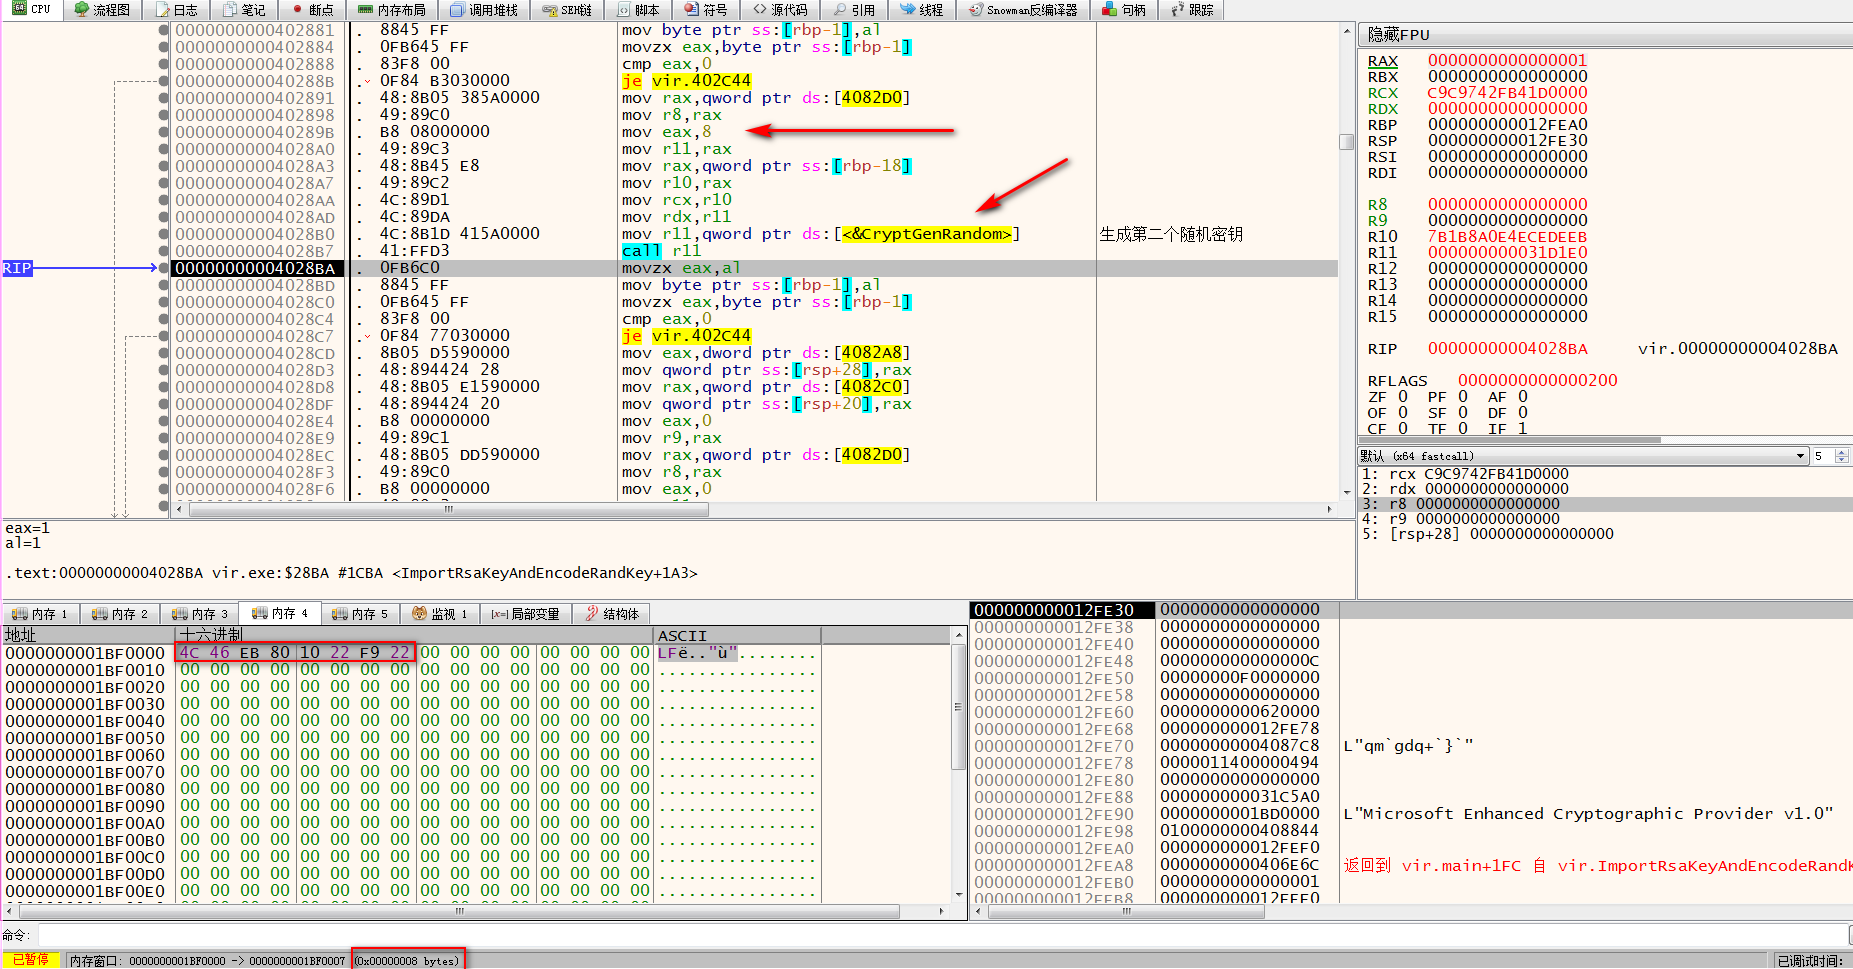 CPU 流程图 日志 笔记 断点 内存布局 调用堆栈 SEH链 脚本 符号 源代码 引用 线程 Snowman反编译器 句柄 跟踪
0000000000402881 . 8845 FF mov byte ptr ss:[rbp-1],al
0000000000402884 . 0FB645 FF movzx eax,byte ptr ss:[rbp-1]
0000000000402888 . 83F8 00 cmp eax,0
000000000040288B . 0F84 B3030000 je vir.402C44
0000000000402891 . 48:8B05 385A0000 mov rax,qword ptr ds:[4082D0]
0000000000402898 . 49:89C0 mov r8,rax
000000000040289B . B8 08000000 mov eax,8
00000000004028A0 . 49:89C3 mov r11,rax
00000000004028A3 . 48:8B45 E8 mov rax,qword ptr ss:[rbp-18]
00000000004028A7 . 49:89C2 mov r10,rax
00000000004028AA . 4C:89D1 mov rcx,r10
00000000004028AD . 4C:89DA mov rdx,r11
00000000004028B0 . 4C:8B1D 415A0000 mov r11,qword ptr ds:[<&CryptGenRandom>] 生成第二个随机密钥
00000000004028B7 . 41:FFD3 call r11
RIP 00000000004028BA . 0FB6C0 movzx eax,al
00000000004028BD . 8845 FF mov byte ptr ss:[rbp-1],al
00000000004028C0 . 0FB645 FF movzx eax,byte ptr ss:[rbp-1]
00000000004028C4 . 83F8 00 cmp eax,0
00000000004028C7 . 0F84 77030000 je vir.402C44
00000000004028CD . 8B05 D5590000 mov eax,dword ptr ds:[4082A8]
00000000004028D3 . 48:894424 28 mov qword ptr ss:[rsp+28],rax
00000000004028D8 . 48:8B05 E1590000 mov rax,qword ptr ds:[4082C0]
00000000004028DF . 48:894424 20 mov qword ptr ss:[rsp+20],rax
00000000004028E4 . B8 00000000 mov eax,0
00000000004028E9 . 49:89C1 mov r9,rax
00000000004028EC . 48:8B05 DD590000 mov rax,qword ptr ds:[4082D0]
00000000004028F3 . 49:89C0 mov r8,rax
00000000004028F6 . B8 00000000 mov eax,0
隐藏FPU
RAX 0000000000000001
RBX 0000000000000000
RCX C9C9742FB41D0000
RDX 0000000000000000
RBP 000000000012FEA0
RSP 000000000012FE30
RSI 0000000000000000
RDI 0000000000000000
R8 0000000000000000
R9 0000000000000000
R10 7B1B8A0E4ECEDEEB
R11 000000000031D1E0
R12 0000000000000000
R13 0000000000000000
R14 0000000000000000
R15 0000000000000000
RIP 00000000004028BA vir.00000000004028BA
RFLAGS 0000000000000200
ZF 0 PF 0 AF 0
OF 0 SF 0 DF 0
CF 0 TF 0 IF 1
默认 (x64 fastcall) 5
1: rcx C9C9742FB41D0000
2: rdx 0000000000000000
3: r8 0000000000000000
4: r9 0000000000000000
5: [rsp+28] 0000000000000000
eax=1
al=1
.text:00000000004028BA vir.exe:$28BA #1CBA <ImportRsaKeyAndEncodeRandKey+1A3>
内存 1 内存 2 内存 3 内存 4 内存 5 监视 1 [x=] 局部变量 结构体
地址 十六进制 ASCII
0000000001BF0000 4C 46 EB 80 10 22 F9 22 00 00 00 00 00 00 00 00 LFë.."ù"........
0000000001BF0010 00 00 00 00 00 00 00 00 00 00 00 00 00 00 00 00 ................
0000000001BF0020 00 00 00 00 00 00 00 00 00 00 00 00 00 00 00 00 ................
0000000001BF0030 00 00 00 00 00 00 00 00 00 00 00 00 00 00 00 00 ................
0000000001BF0040 00 00 00 00 00 00 00 00 00 00 00 00 00 00 00 00 ................
0000000001BF0050 00 00 00 00 00 00 00 00 00 00 00 00 00 00 00 00 ................
0000000001BF0060 00 00 00 00 00 00 00 00 00 00 00 00 00 00 00 00 ................
0000000001BF0070 00 00 00 00 00 00 00 00 00 00 00 00 00 00 00 00 ................
0000000001BF0080 00 00 00 00 00 00 00 00 00 00 00 00 00 00 00 00 ................
0000000001BF0090 00 00 00 00 00 00 00 00 00 00 00 00 00 00 00 00 ................
0000000001BF00A0 00 00 00 00 00 00 00 00 00 00 00 00 00 00 00 00 ................
0000000001BF00B0 00 00 00 00 00 00 00 00 00 00 00 00 00 00 00 00 ................
0000000001BF00C0 00 00 00 00 00 00 00 00 00 00 00 00 00 00 00 00 ................
0000000001BF00D0 00 00 00 00 00 00 00 00 00 00 00 00 00 00 00 00 ................
0000000001BF00E0 00 00 00 00 00 00 00 00 00 00 00 00 00 00 00 00 ................
000000000012FE30 0000000000000000
000000000012FE38 0000000000000000
000000000012FE40 0000000000000000
000000000012FE48 000000000000000C
000000000012FE50 00000000F0000000
000000000012FE58 0000000000000000
000000000012FE60 0000000000620000
000000000012FE68 000000000012FE78
000000000012FE70 00000000004087C8 L"qm`gdq+`}`"
000000000012FE78 0000011400000494
000000000012FE80 0000000000000000
000000000012FE88 000000000031C5A0
000000000012FE90 0000000001BD0000 L"Microsoft Enhanced Cryptographic Provider v1.0"
000000000012FE98 0100000000408844
000000000012FEA0 000000000012FEF0
000000000012FEA8 0000000000406E6C 返回到 vir.main+1FC 自 vir.ImportRsaKeyAndEncodeRandK
000000000012FEB0 0000000000000001
000000000012FEB8 000000000012FFE0
命令:
已暂停 内存窗口: 0000000001BF0000 -> 0000000001BF0007 (0x00000008 bytes) 已调试时间: